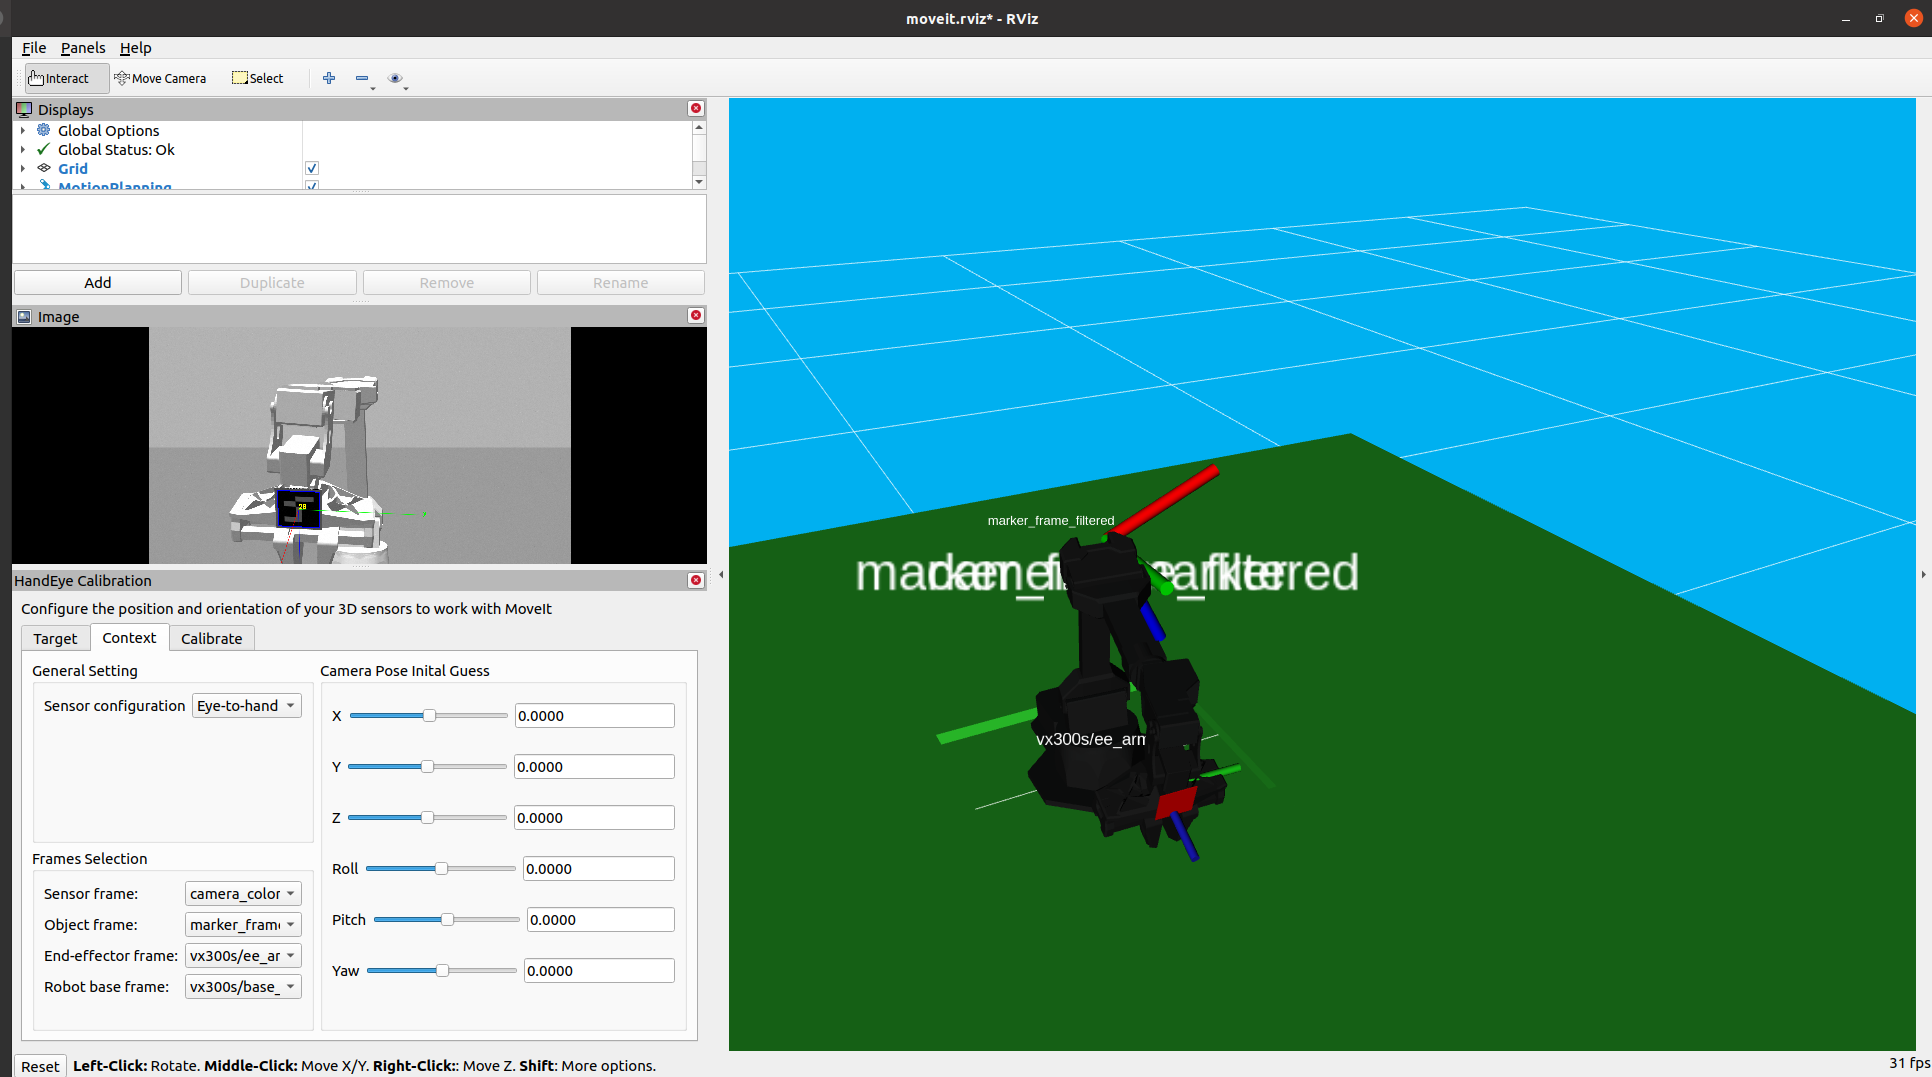 moveit.rviz* - RViz
File Panels Help
Interact Move Camera Select
Displays
Global Options
Global Status: Ok
Grid
MotionPlanning
Add Duplicate Remove Rename
Image
28
HandEye Calibration
Configure the position and orientation of your 3D sensors to work with MoveIt
Target Context Calibrate
General Setting
Sensor configuration Eye-to-hand
Frames Selection
Sensor frame: camera_color
Object frame: marker_frame
End-effector frame: vx300s/ee_ar
Robot base frame: vx300s/base_
Camera Pose Inital Guess
X 0.0000
Y 0.0000
Z 0.0000
Roll 0.0000
Pitch 0.0000
Yaw 0.0000
marker_frame_filtered
vx300s/ee_arm
Reset Left-Click: Rotate. Middle-Click: Move X/Y. Right-Click:: Move Z. Shift: More options.
31 fps